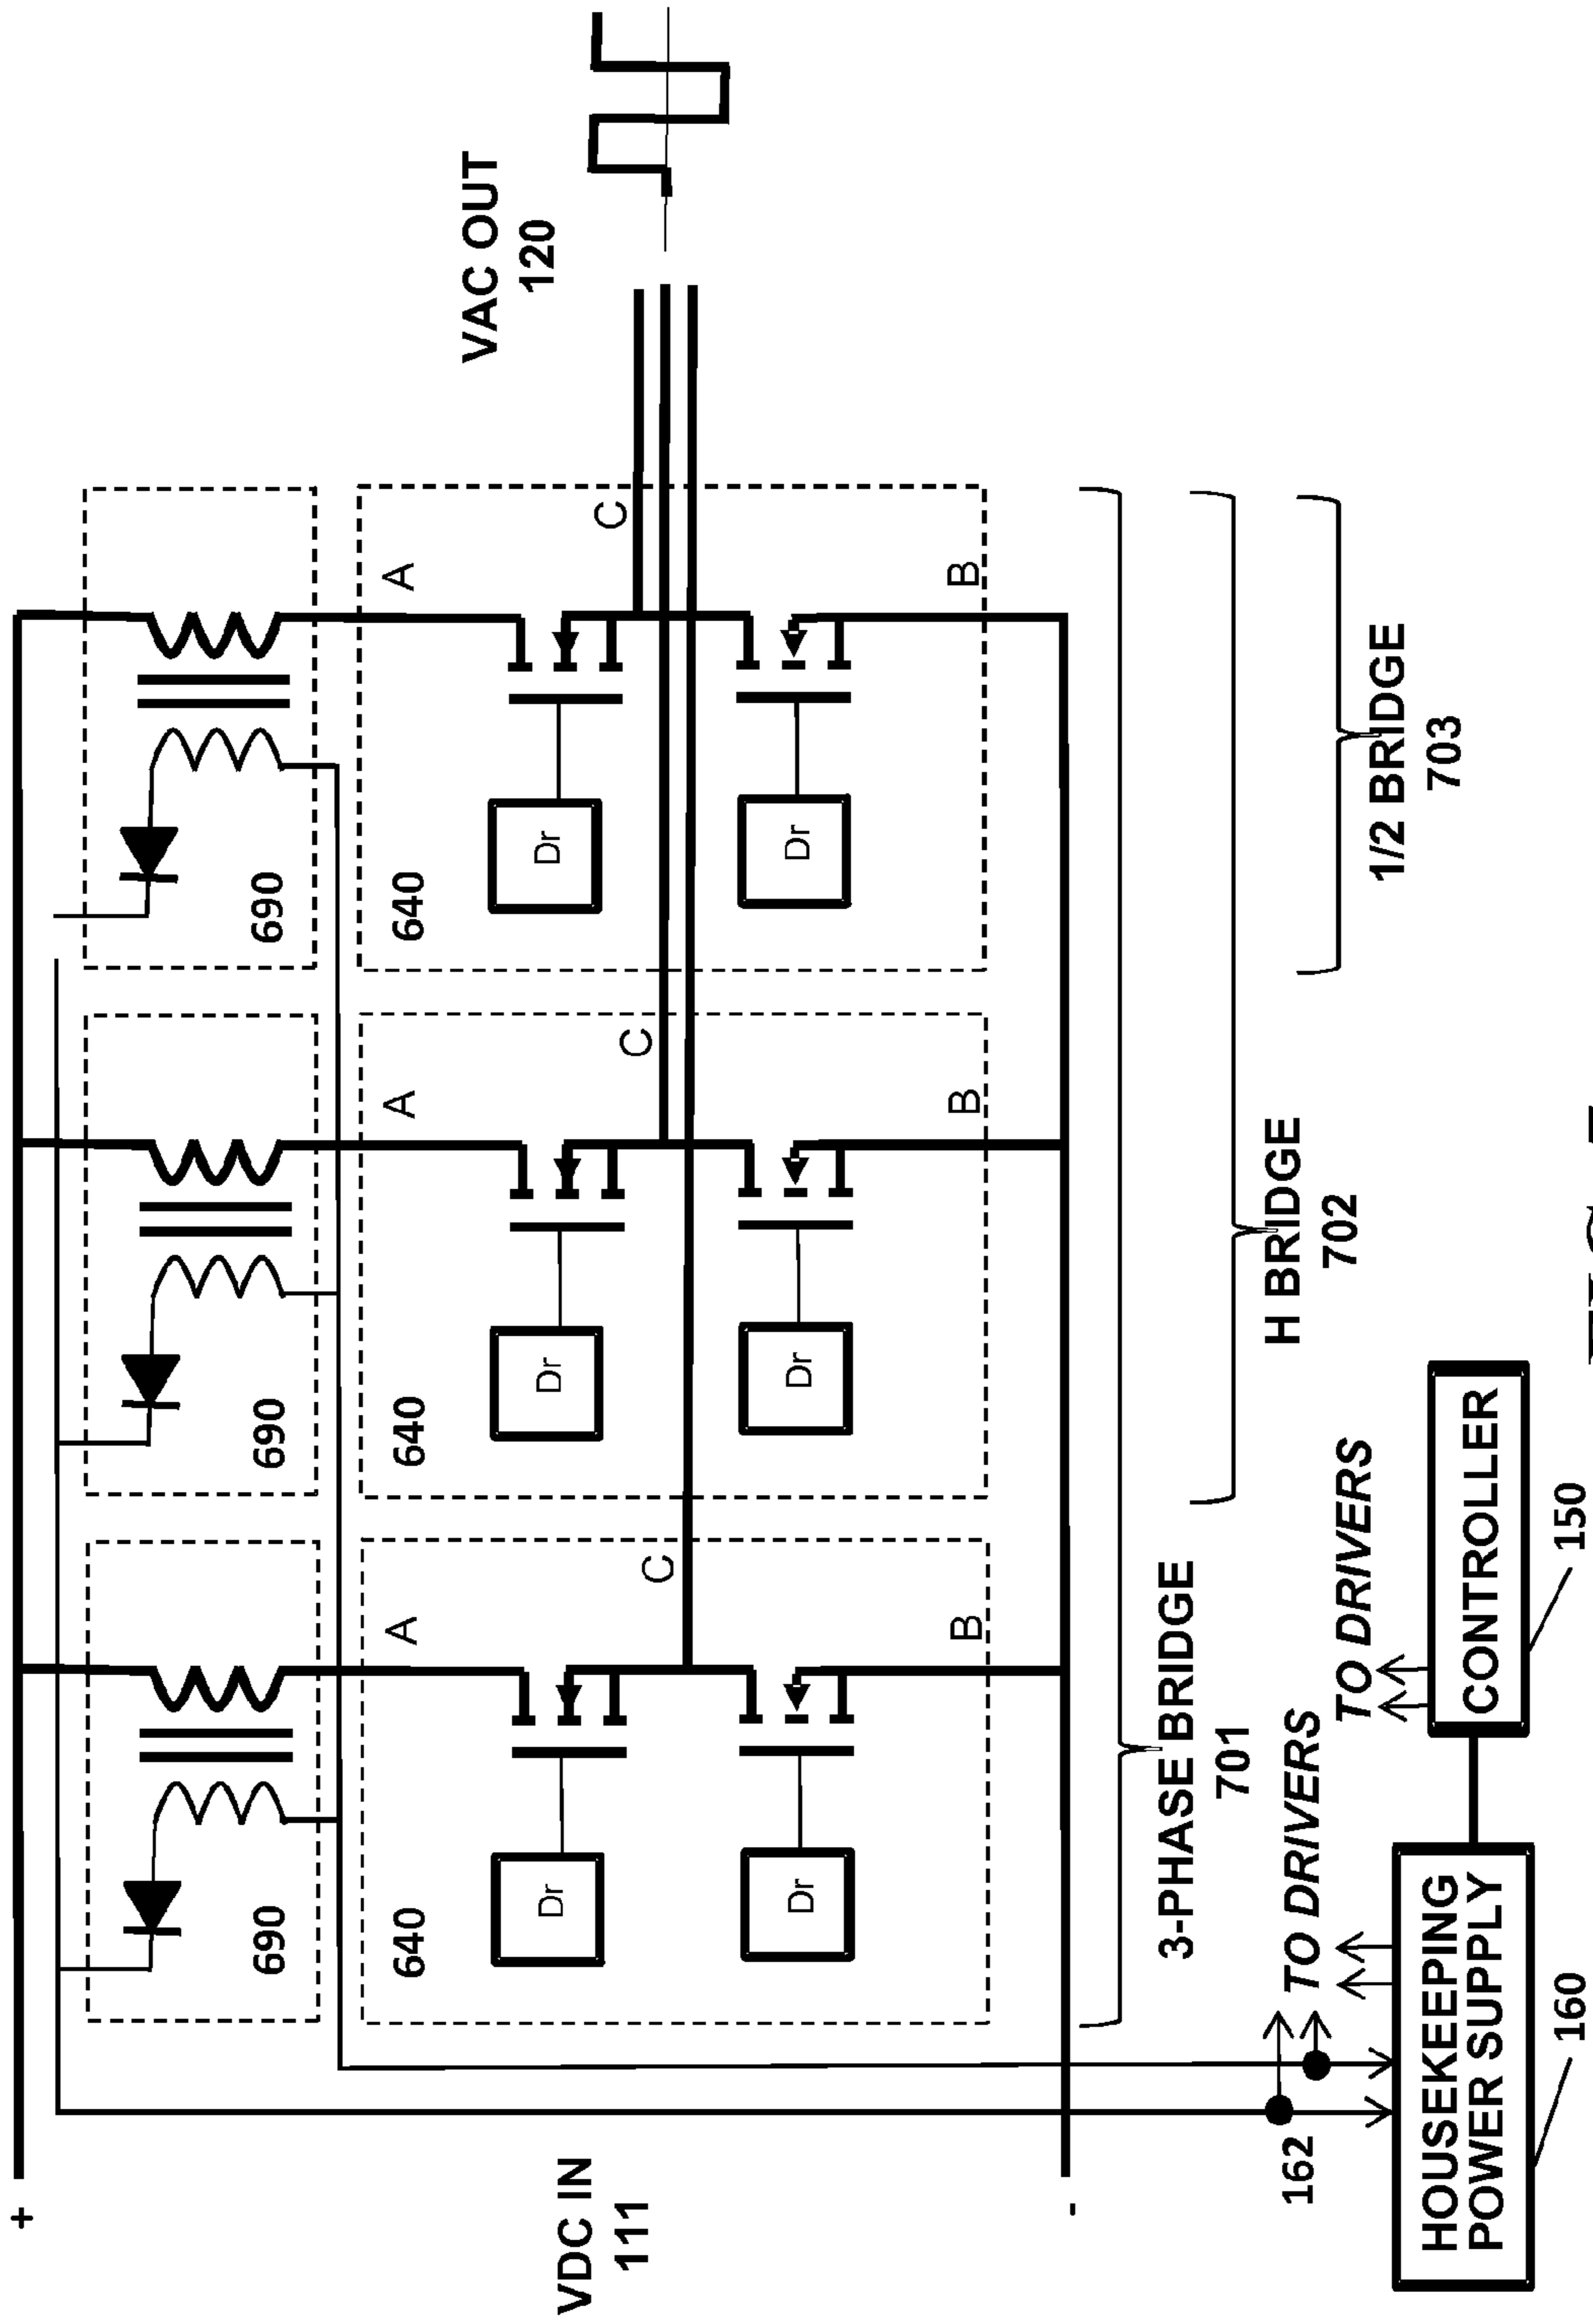 +
690
690
690
A
A
A
640
640
640
VAC OUT
120
Dr
Dr
Dr
VDC IN
111
C
C
C
Dr
Dr
Dr
B
B
B
-
3-PHASE BRIDGE
701
H BRIDGE
702
1/2 BRIDGE
703
162
TO DRIVERS
TO DRIVERS
HOUSEKEEPING
POWER SUPPLY
CONTROLLER
160
150